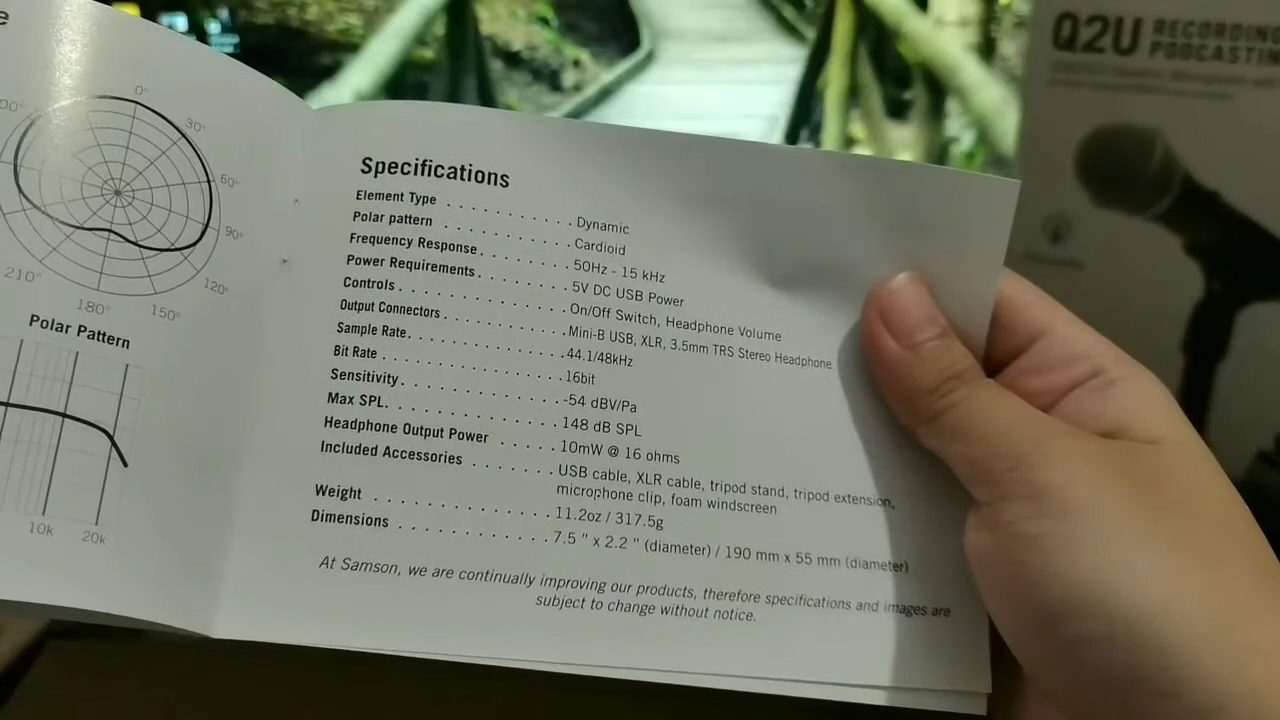 0°
30°
60°
90°
120°
150°
180°
210°
Polar Pattern
10k
20k
Specifications
Element Type . . . . . . . . . . . Dynamic
Polar pattern . . . . . . . . . . . Cardioid
Frequency Response. . . . . . . . 50Hz - 15 kHz
Power Requirements. . . . . . . . 5V DC USB Power
Controls. . . . . . . . . . . . . . On/Off Switch, Headphone Volume
Output Connectors. . . . . . . . . . . Mini-B USB, XLR, 3.5mm TRS Stereo Headphone
Sample Rate. . . . . . . . . . . . . 44.1/48kHz
Bit Rate . . . . . . . . . . . . . . 16bit
Sensitivity. . . . . . . . . . . . . -54 dBV/Pa
Max SPL. . . . . . . . . . . . . . 148 dB SPL
Headphone Output Power . . . . . 10mW @ 16 ohms
Included Accessories . . . . . . . USB cable, XLR cable, tripod stand, tripod extension,
microphone clip, foam windscreen
Weight . . . . . . . . . . . . . . 11.2oz / 317.5g
Dimensions . . . . . . . . . . . . 7.5 " x 2.2 " (diameter) / 190 mm x 55 mm (diameter)
At Samson, we are continually improving our products, therefore specifications and images are
subject to change without notice.
Q2U RECORDING